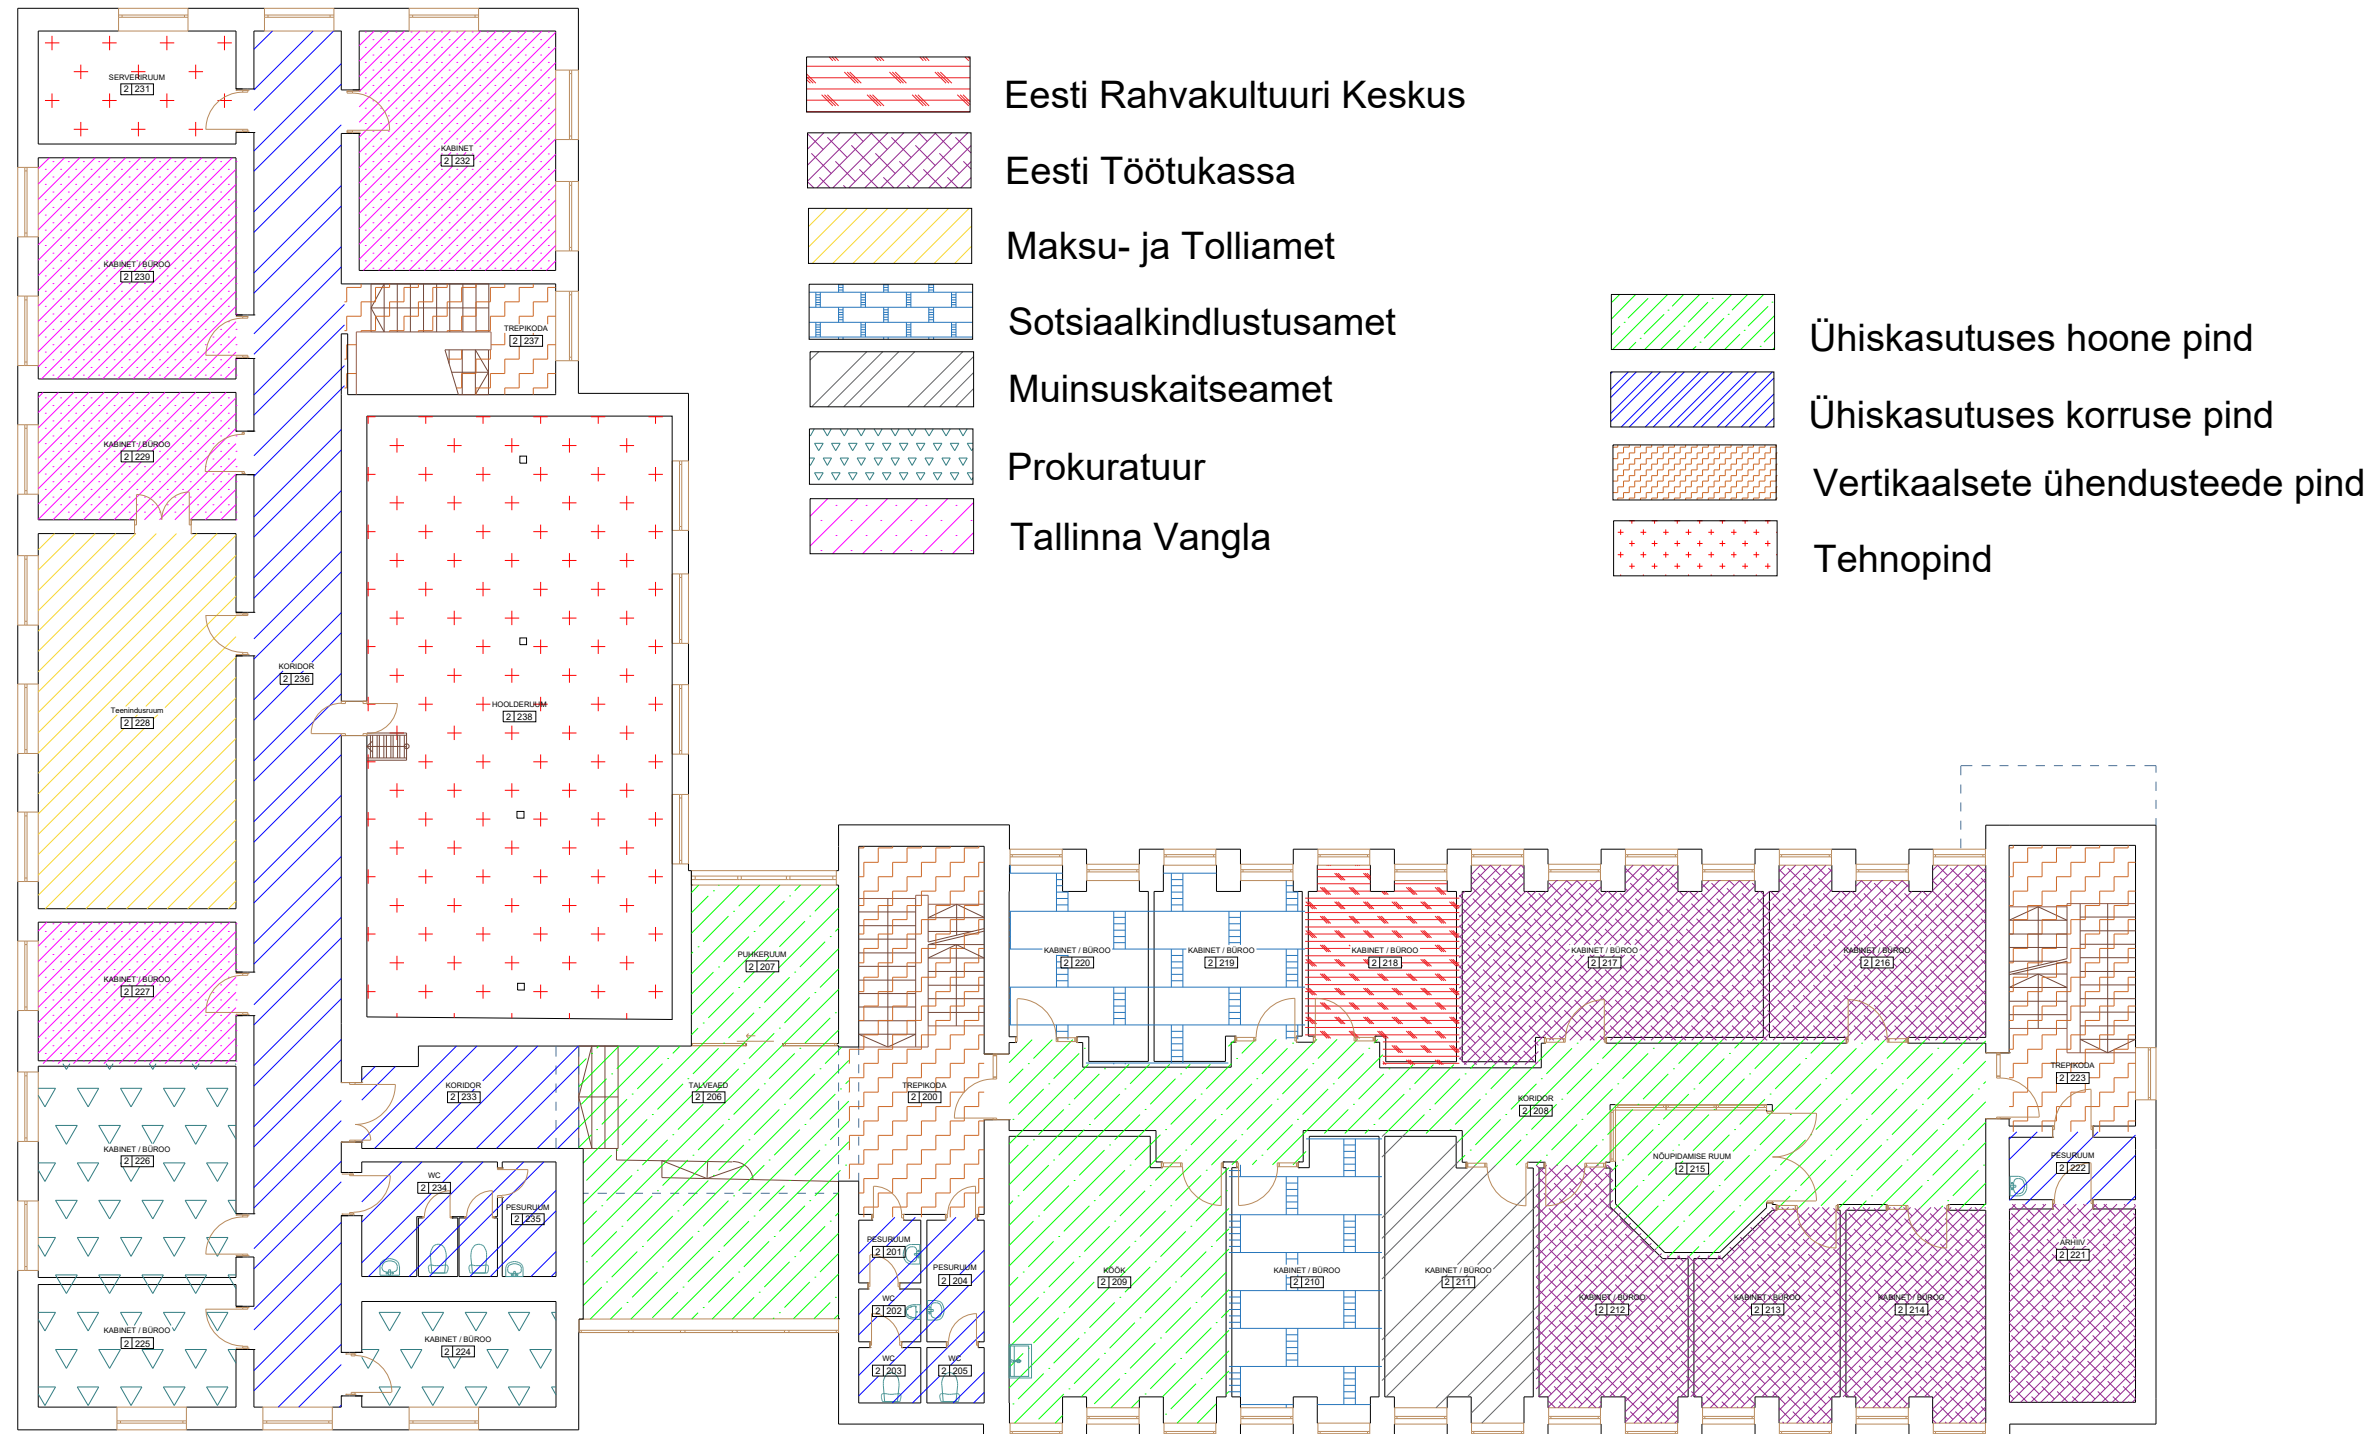 Eesti Rahvakultuuri Keskus
Eesti Töötukassa
Maksu- ja Tolliamet
Sotsiaalkindlustusamet
Muinsuskaitseamet
Prokuratuur
Tallinna Vangla
Ühiskasutuses hoone pind
Ühiskasutuses korruse pind
Vertikaalsete ühendusteede pind
Tehnopind
SERVERIRUUM
2 231
KABINET
2 232
KABINET / BÜROO
2 230
TREPIKODA
2 237
KABINET / BÜROO
2 229
KORIDOR
2 236
Teenindusruum
2 228
HOOLDERUUM
2 238
KABINET / BÜROO
2 227
PUHKERUUM
2 207
KABINET / BÜROO
2 220
KABINET / BÜROO
2 219
KABINET / BÜROO
2 218
KABINET / BÜROO
2 217
KABINET / BÜROO
2 216
KORIDOR
2 233
TALVEAED
2 206
TREPIKODA
2 200
KORIDOR
2 208
TREPIKODA
2 223
KABINET / BÜROO
2 226
WC
2 234
PESURUUM
2 235
NÕUPIDAMISE RUUM
2 215
PESURUUM
2 222
PESURUUM
2 201
PESURUUM
2 204
WC
2 202
WC
2 203
WC
2 205
KÖÖK
2 209
KABINET / BÜROO
2 210
KABINET / BÜROO
2 211
KABINET / BÜROO
2 212
KABINET / BÜROO
2 213
KABINET / BÜROO
2 214
ARHIIV
2 221
KABINET / BÜROO
2 225
KABINET / BÜROO
2 224